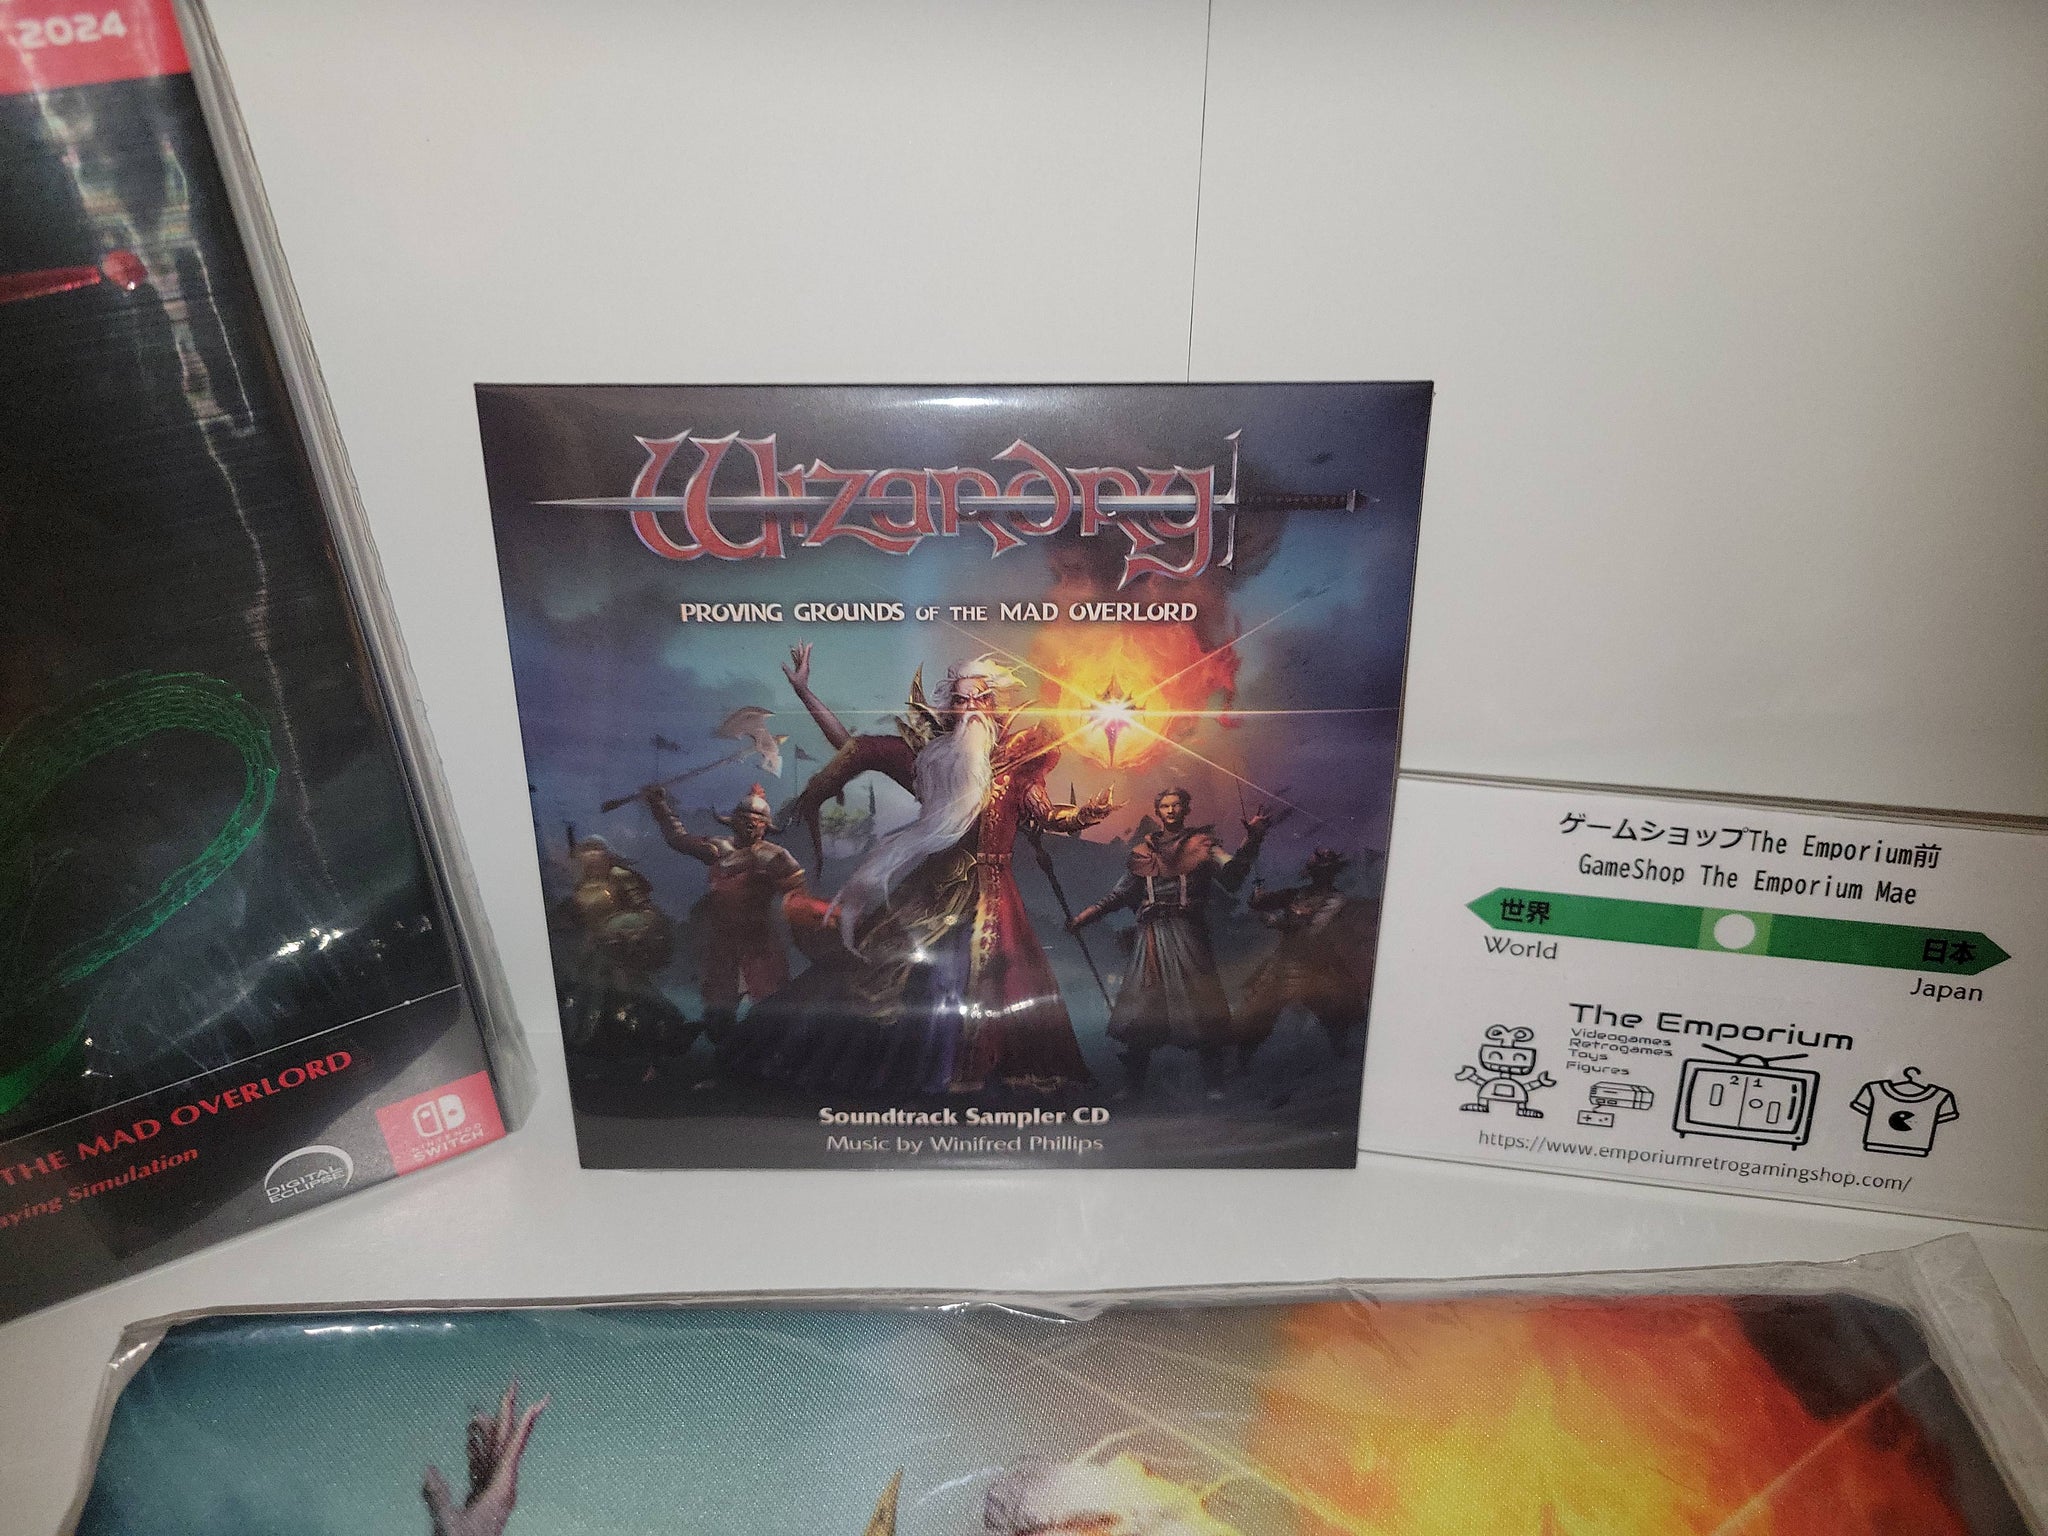 2024
THE MAD OVERLORD
aying Simulation
DIGITAL
ECLIPSE
NINTENDO
SWITCH
Wizardry
PROVING GROUNDS OF THE MAD OVERLORD
Soundtrack Sampler CD
Music by Winifred Phillips
ゲームショップThe Emporium前
GameShop The Emporium Mae
世界
World
日本
Japan
The Emporium
Videogames
Retrogames
Toys
Figures
2 1
https://www.emporiumretrogamingshop.com/